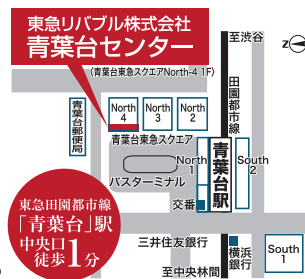 東急リバブル株式会社
青葉台センター
（青葉台東急スクエアNorth-4 1F）
至渋谷
Z
田園都市線
North
4
North
3
North
2
青葉台郵便局
青葉台東急スクエア
North
1
青葉台駅
South
2
バスターミナル
交番
東急田園都市線
「青葉台」駅
中央口
徒歩1分
三井住友銀行
横浜銀行
South
1
至中央林間